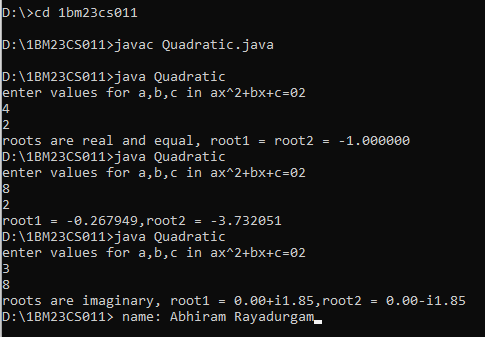 D:\>cd 1bm23cs011
D:\1BM23CS011>javac Quadratic.java
D:\1BM23CS011>java Quadratic
enter values for a,b,c in ax^2+bx+c=02
4
2
roots are real and equal, root1 = root2 = -1.000000
D:\1BM23CS011>java Quadratic
enter values for a,b,c in ax^2+bx+c=02
8
2
root1 = -0.267949,root2 = -3.732051
D:\1BM23CS011>java Quadratic
enter values for a,b,c in ax^2+bx+c=02
3
8
roots are imaginary, root1 = 0.00+i1.85,root2 = 0.00-i1.85
D:\1BM23CS011> name: Abhiram Rayadurgam